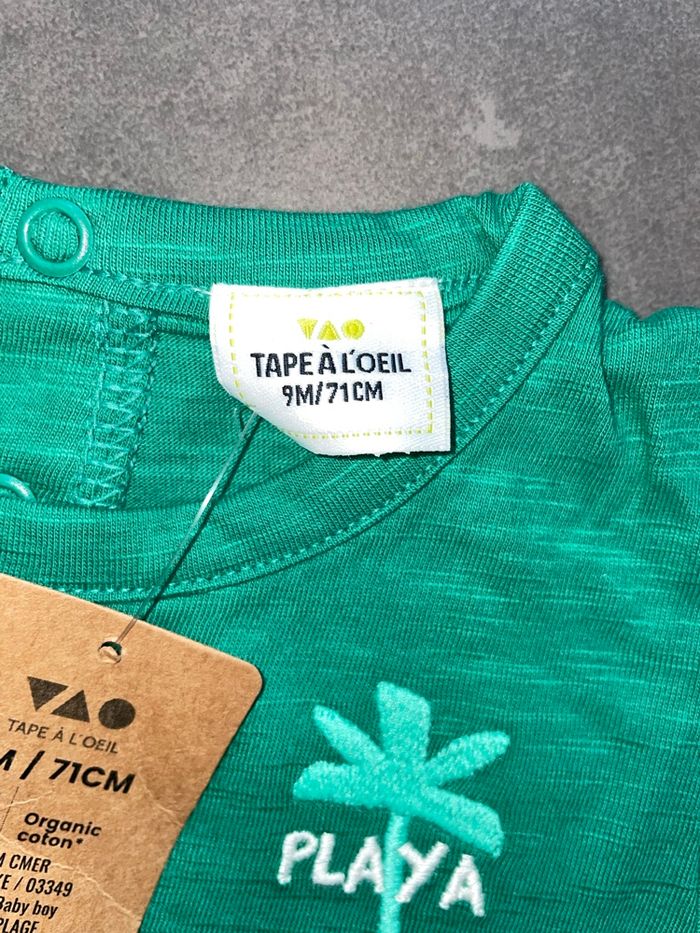 TAPE À L'OEIL
9M/71CM
TAPE À L'OEIL
/ 71CM
Organic
coton*
CMER
/ 03349
Baby boy
PLAGE
PLAYA